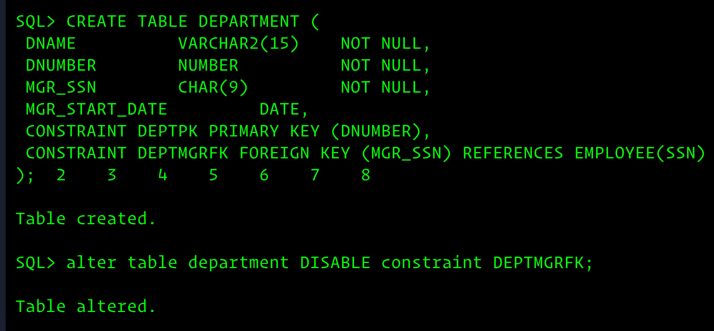 SQL> CREATE TABLE DEPARTMENT (
DNAME VARCHAR2(15) NOT NULL,
DNUMBER NUMBER NOT NULL,
MGR_SSN CHAR(9) NOT NULL,
MGR_START_DATE DATE,
CONSTRAINT DEPTPK PRIMARY KEY (DNUMBER),
CONSTRAINT DEPTMGRFK FOREIGN KEY (MGR_SSN) REFERENCES EMPLOYEE(SSN)
); 2 3 4 5 6 7 8
Table created.
SQL> alter table department DISABLE constraint DEPTMGRFK;
Table altered.